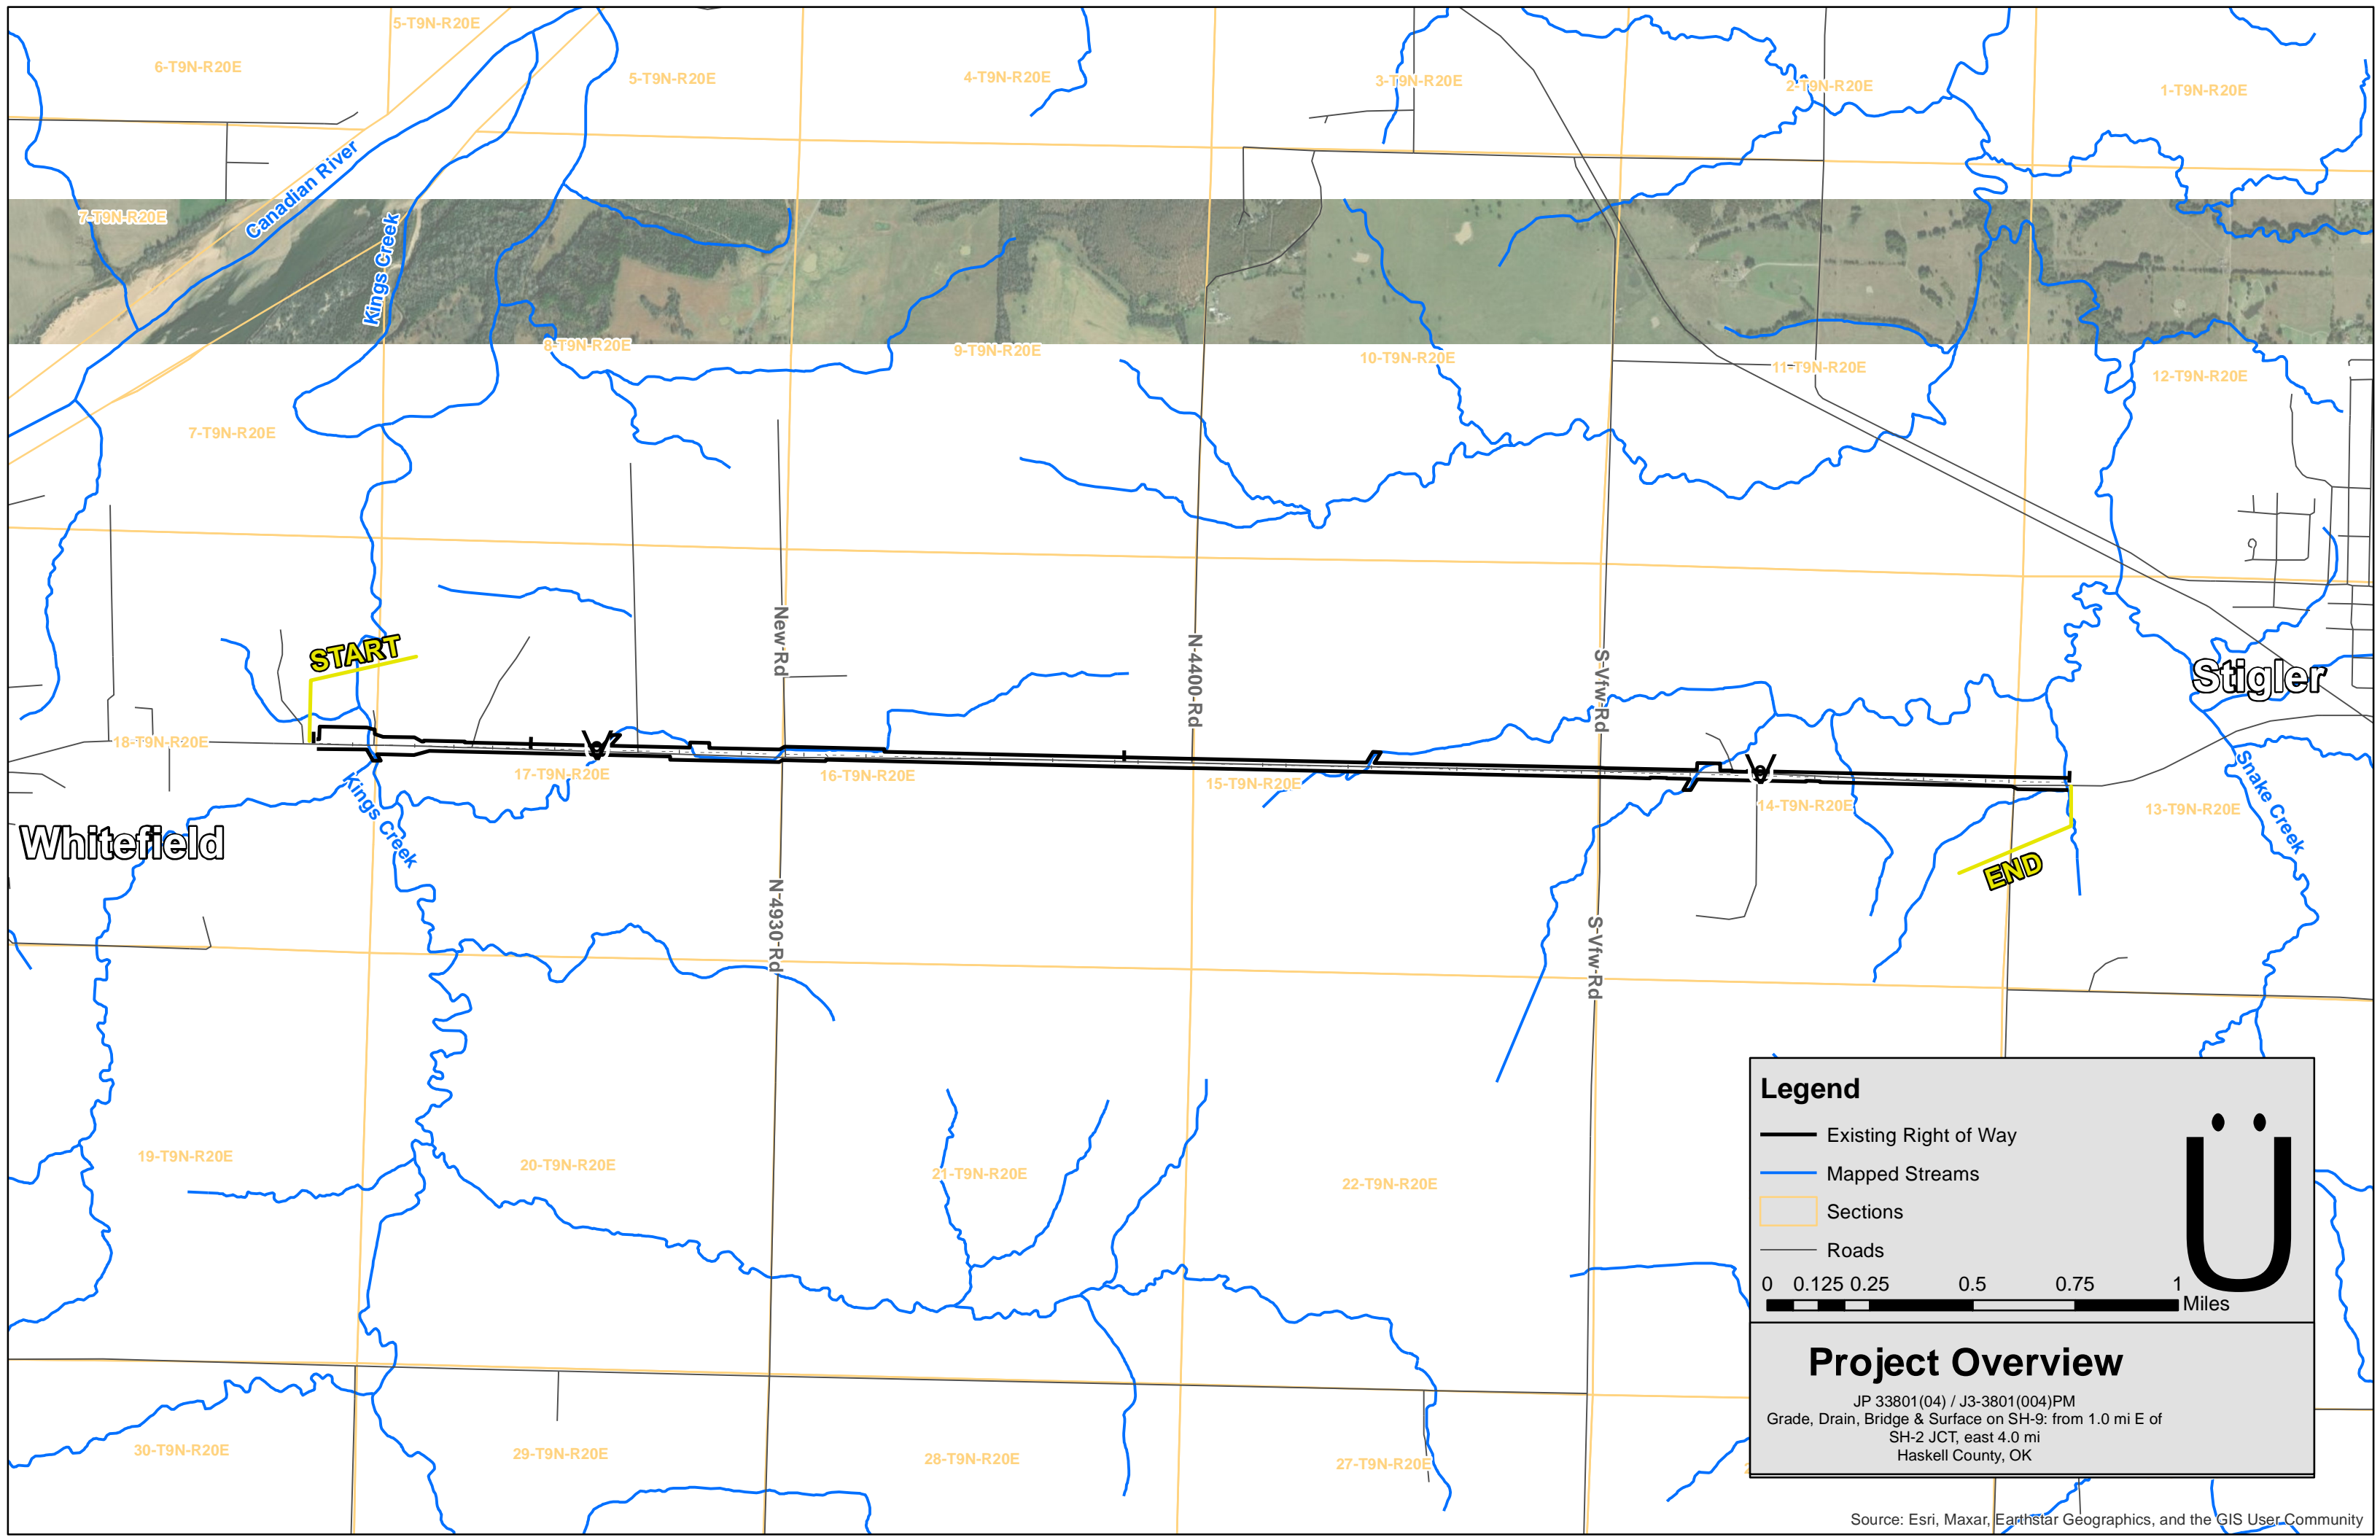 5-T9N-R20E
6-T9N-R20E
5-T9N-R20E
4-T9N-R20E
3-T9N-R20E
2-T9N-R20E
1-T9N-R20E
Canadian River
7-T9N-R20E
Kings Creek
8-T9N-R20E
9-T9N-R20E
10-T9N-R20E
11-T9N-R20E
12-T9N-R20E
7-T9N-R20E
New Rd
N 4400 Rd
S Vfw Rd
START
Stigler
18-T9N-R20E
17-T9N-R20E
16-T9N-R20E
15-T9N-R20E
14-T9N-R20E
13-T9N-R20E
Snake Creek
Whitefield
Kings Creek
END
N 4930 Rd
S Vfw Rd
19-T9N-R20E
20-T9N-R20E
21-T9N-R20E
22-T9N-R20E
30-T9N-R20E
29-T9N-R20E
28-T9N-R20E
27-T9N-R20E
Legend
Existing Right of Way
Mapped Streams
Sections
Roads
Ü
0 0.125 0.25 0.5 0.75 1
Miles
Project Overview
JP 33801(04) / J3-3801(004)PM
Grade, Drain, Bridge & Surface on SH-9: from 1.0 mi E of
SH-2 JCT, east 4.0 mi
Haskell County, OK
Source: Esri, Maxar, Earthstar Geographics, and the GIS User Community